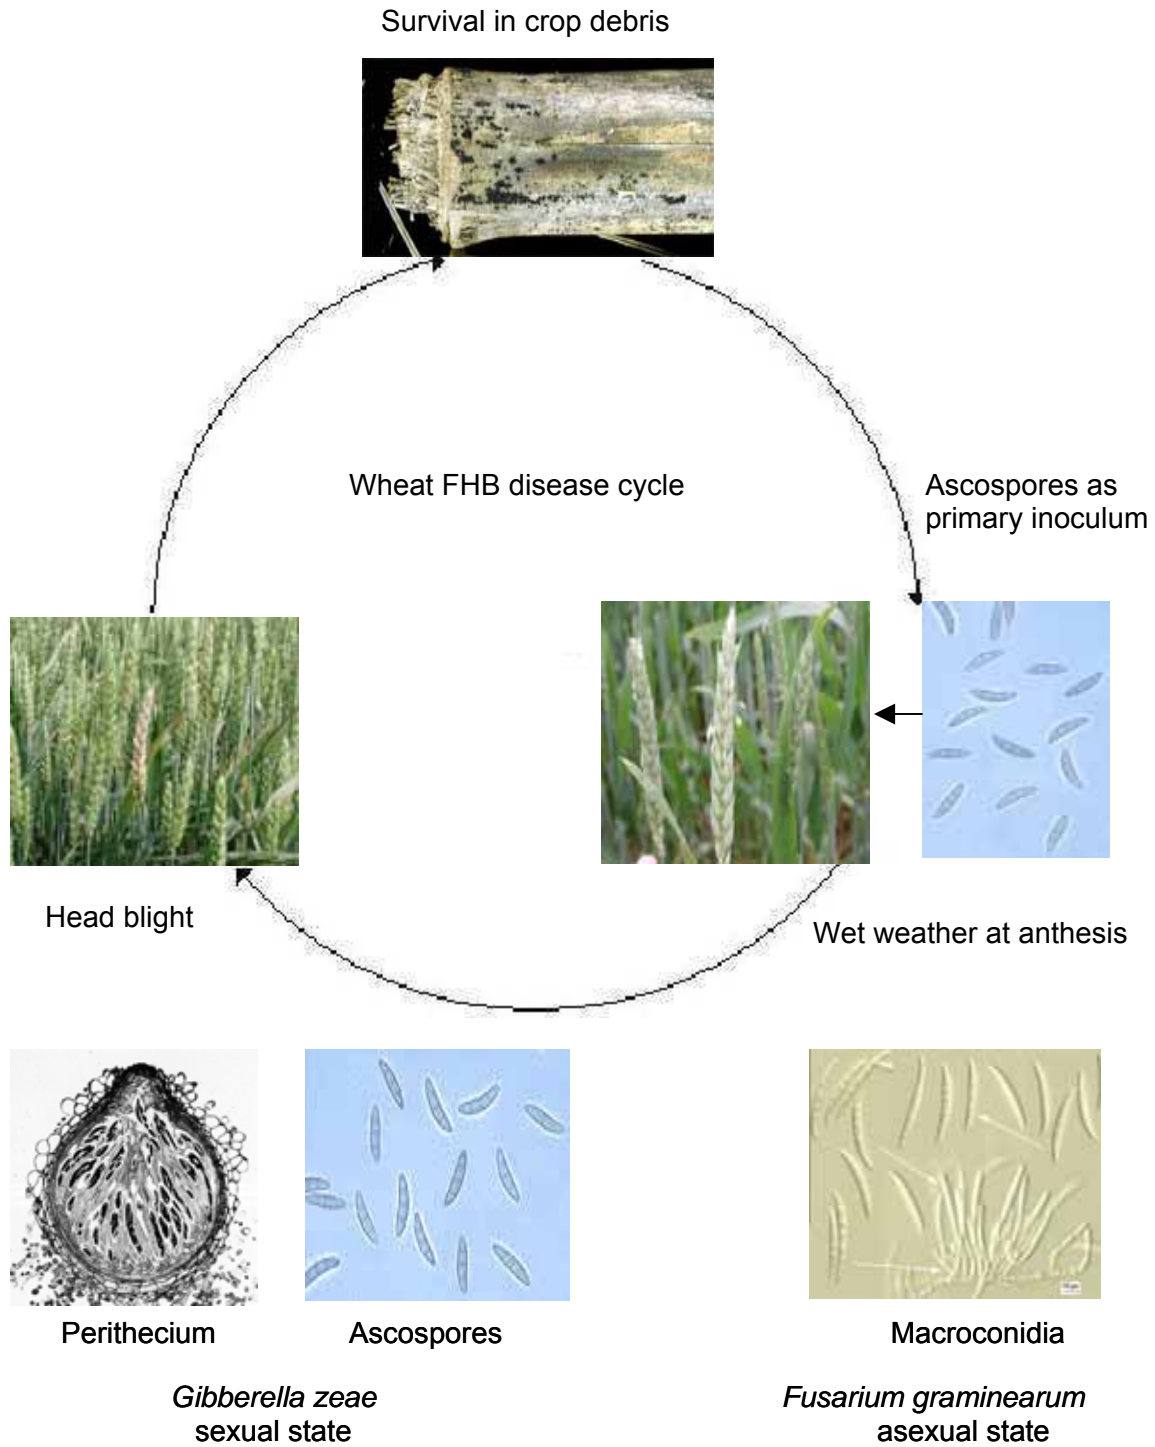 Survival in crop debris
Wheat FHB disease cycle
Ascospores as
primary inoculum
Head blight
Wet weather at anthesis
Perithecium
Ascospores
Macroconidia
Gibberella zeae
sexual state
Fusarium graminearum
asexual state